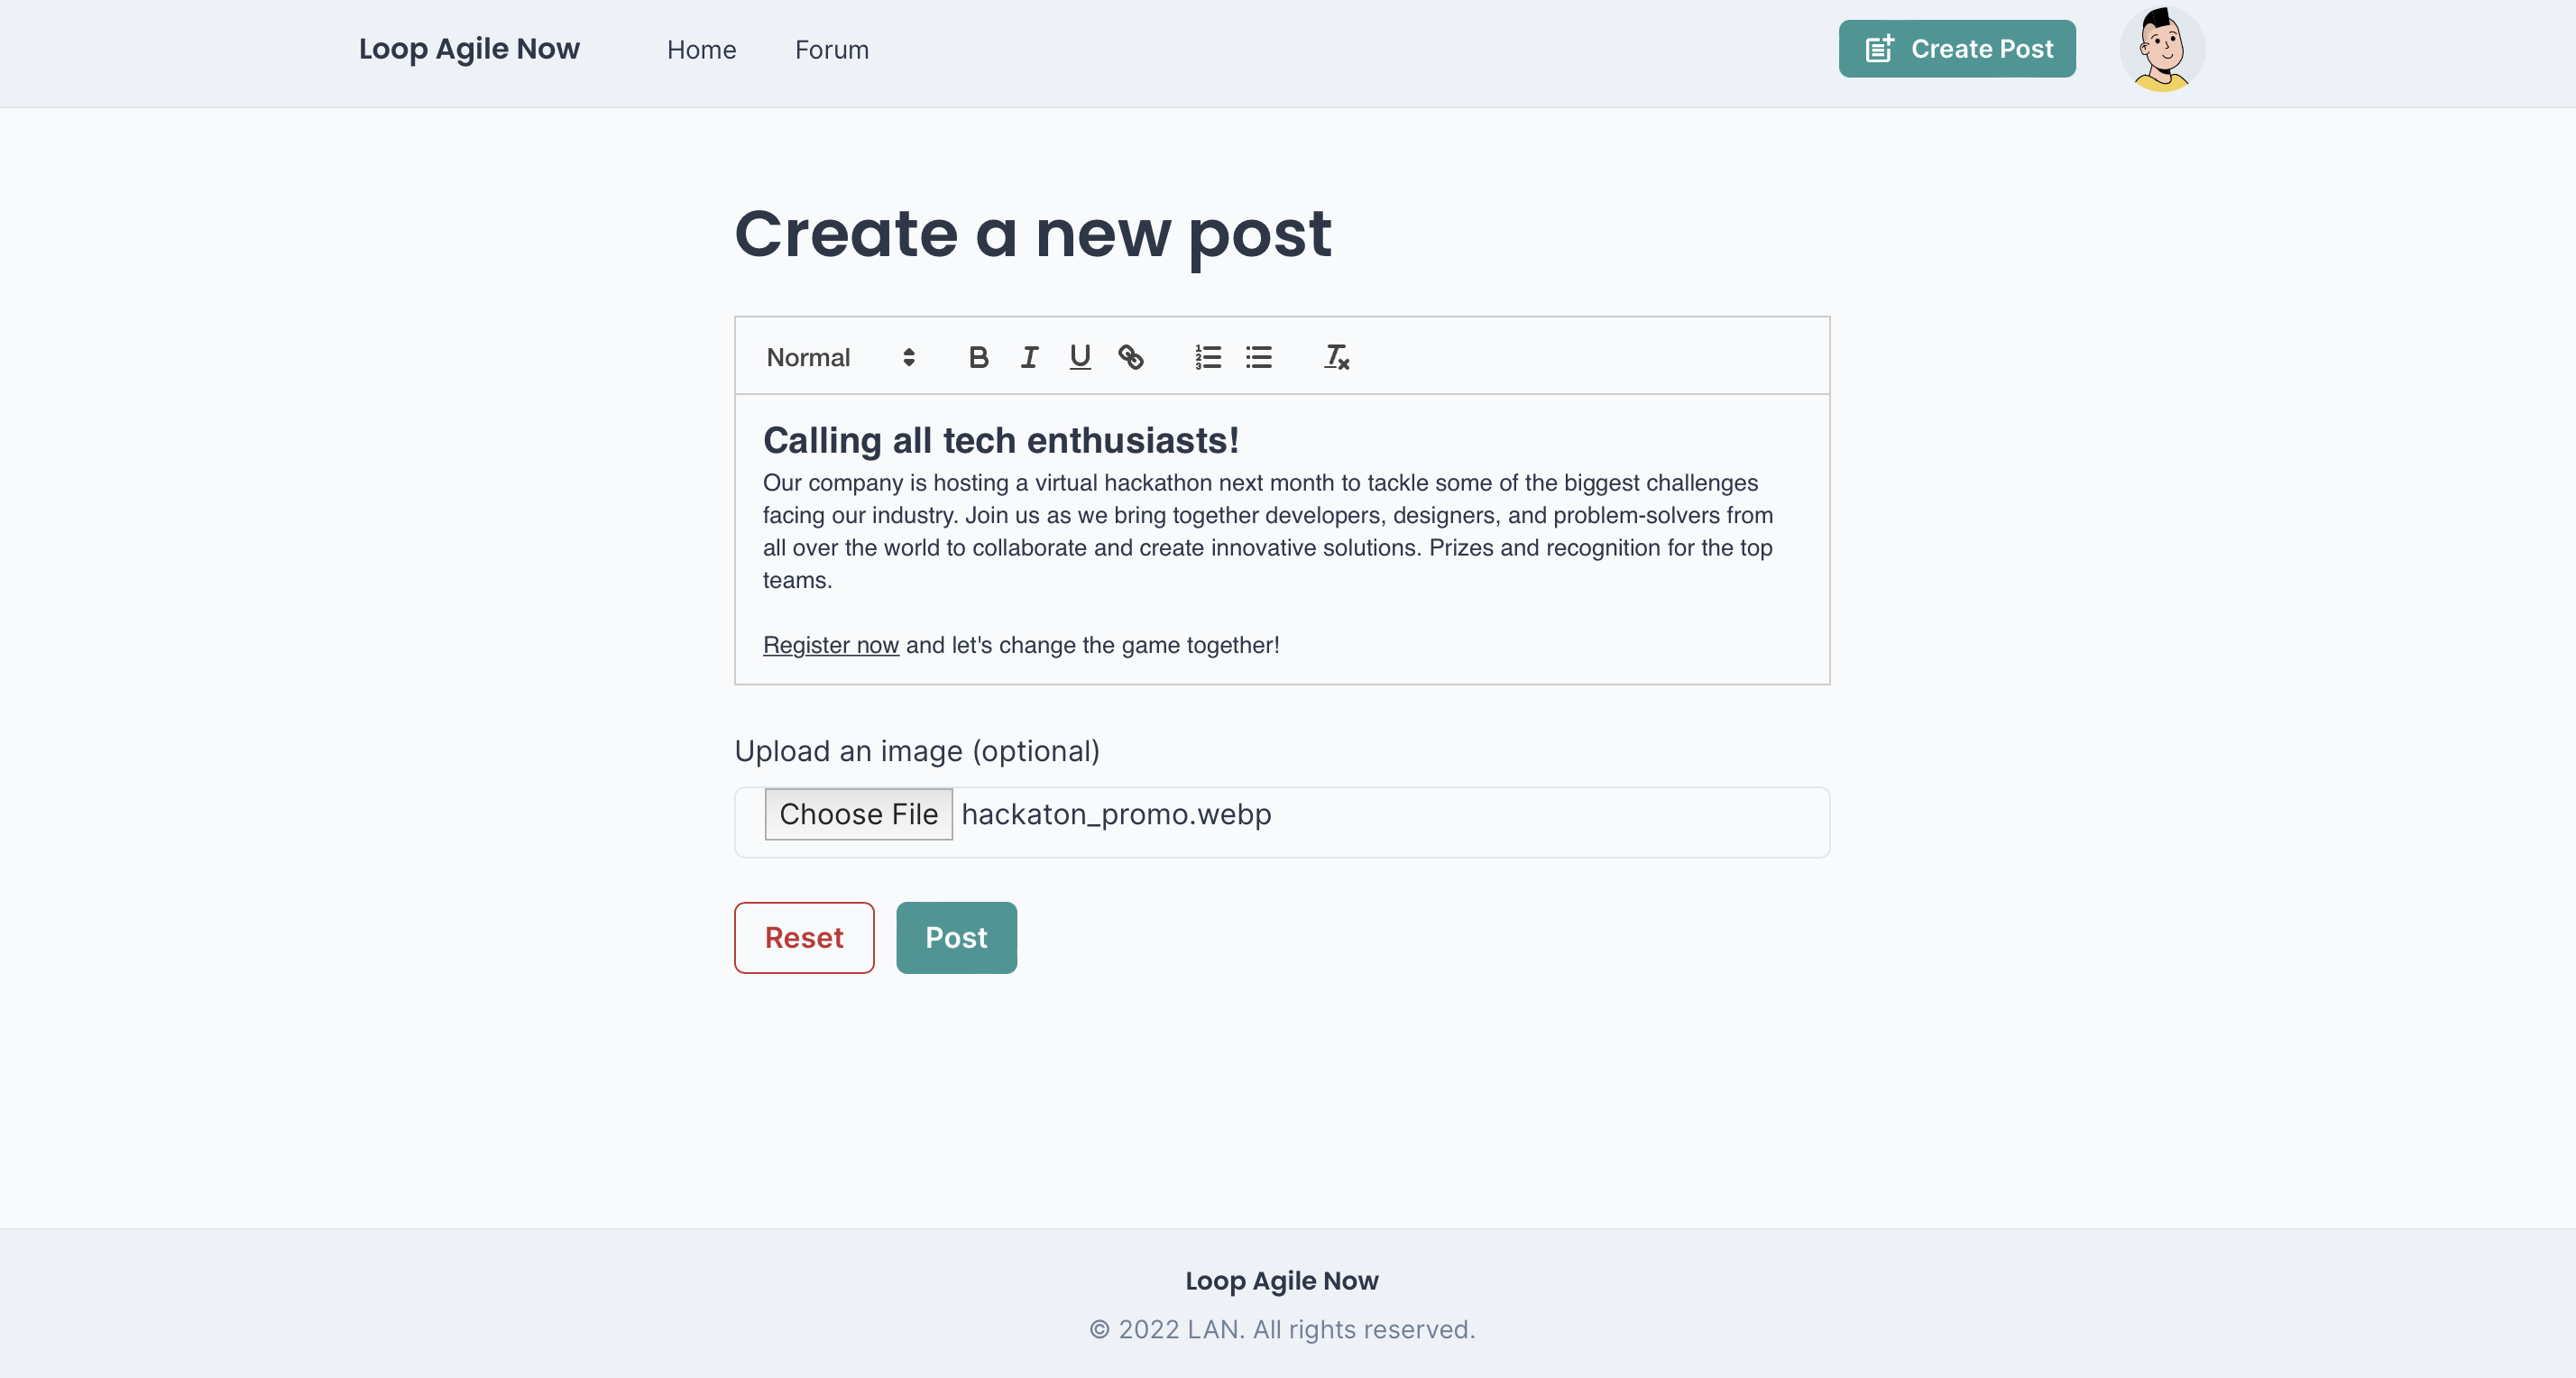 Loop Agile Now Home Forum Create Post
Create a new post
Normal
Calling all tech enthusiasts!
Our company is hosting a virtual hackathon next month to tackle some of the biggest challenges
facing our industry. Join us as we bring together developers, designers, and problem-solvers from
all over the world to collaborate and create innovative solutions. Prizes and recognition for the top
teams.
Register now and let's change the game together!
Upload an image (optional)
Choose File hackaton_promo.webp
Reset Post
Loop Agile Now
© 2022 LAN. All rights reserved.